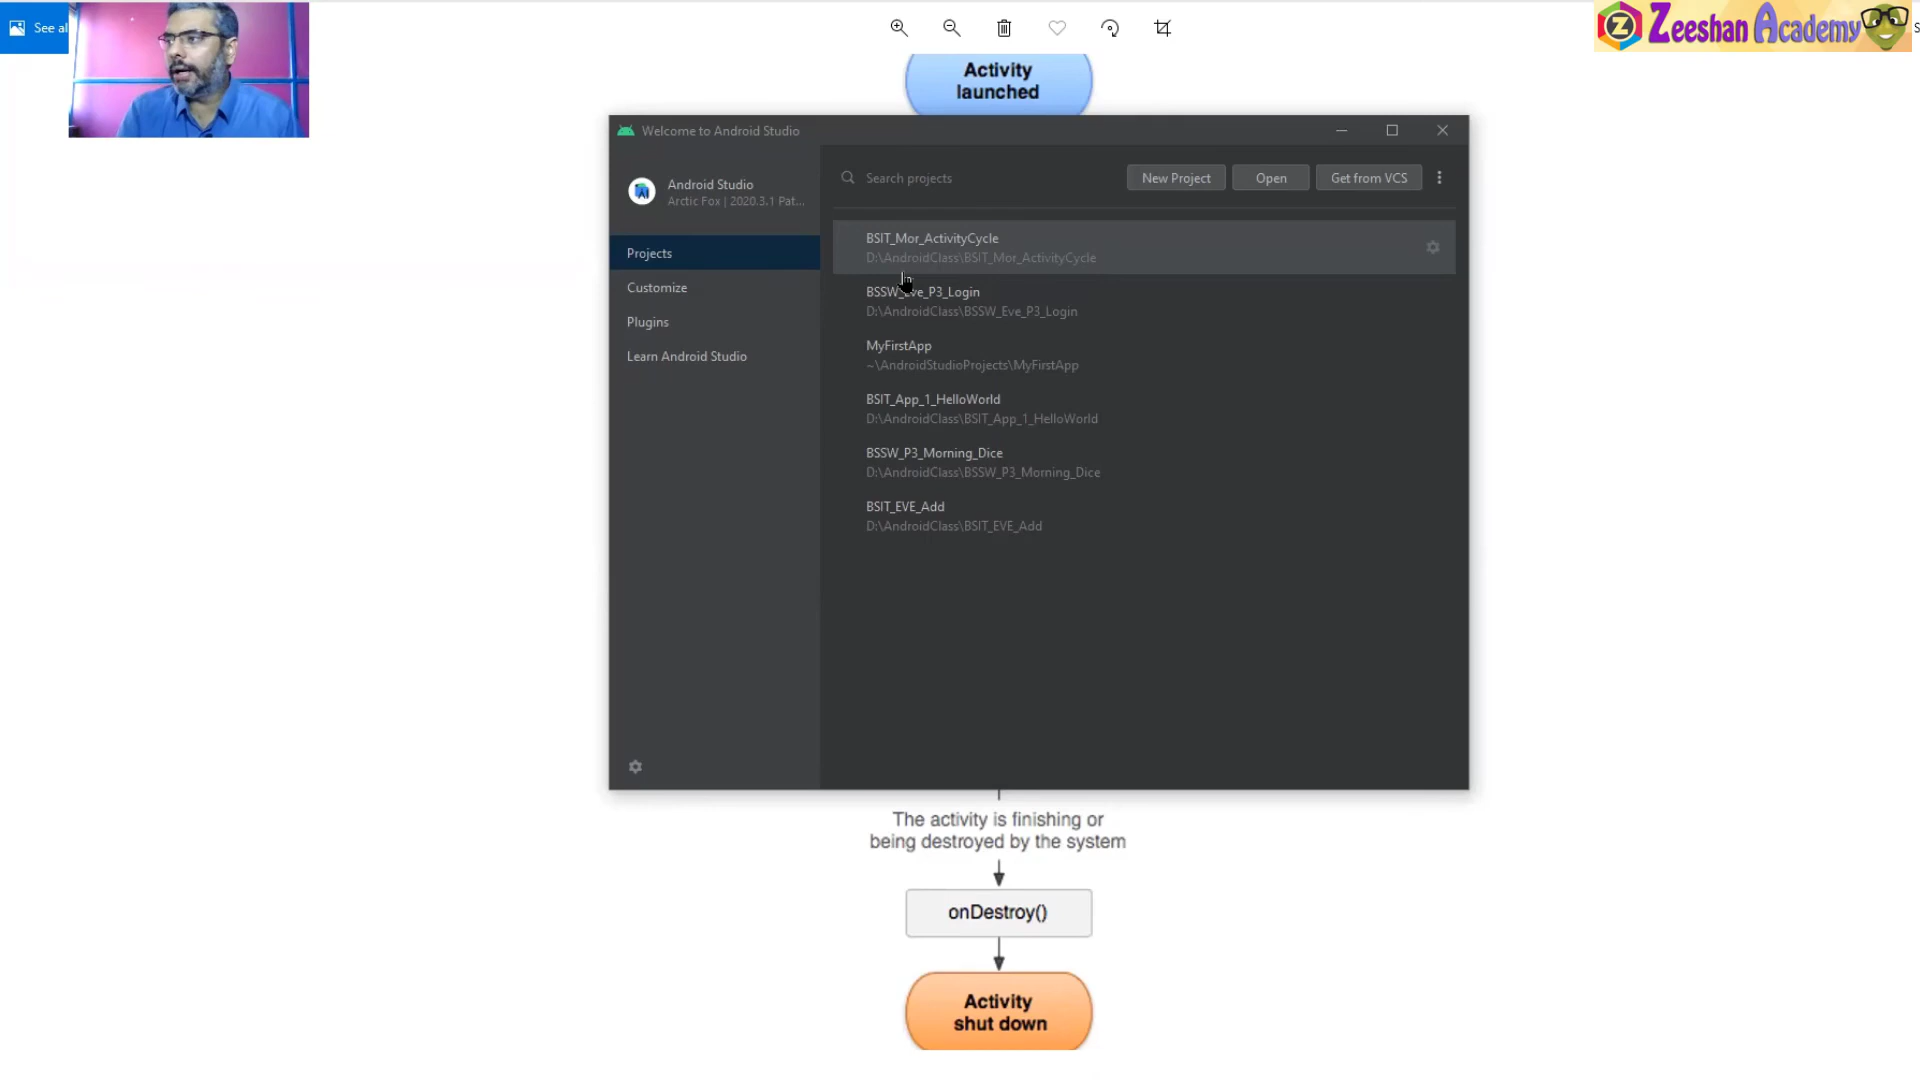 See al
Zeeshan Academy
S
Activity
launched
Welcome to Android Studio
Android Studio
Arctic Fox | 2020.3.1 Pat...
Search projects
New Project
Open
Get from VCS
Projects
Customize
Plugins
Learn Android Studio
BSIT_Mor_ActivityCycle
D:\AndroidClass\BSIT_Mor_ActivityCycle
BSSW_Eve_P3_Login
D:\AndroidClass\BSSW_Eve_P3_Login
MyFirstApp
~\AndroidStudioProjects\MyFirstApp
BSIT_App_1_HelloWorld
D:\AndroidClass\BSIT_App_1_HelloWorld
BSSW_P3_Morning_Dice
D:\AndroidClass\BSSW_P3_Morning_Dice
BSIT_EVE_Add
D:\AndroidClass\BSIT_EVE_Add
The activity is finishing or
being destroyed by the system
onDestroy()
Activity
shut down